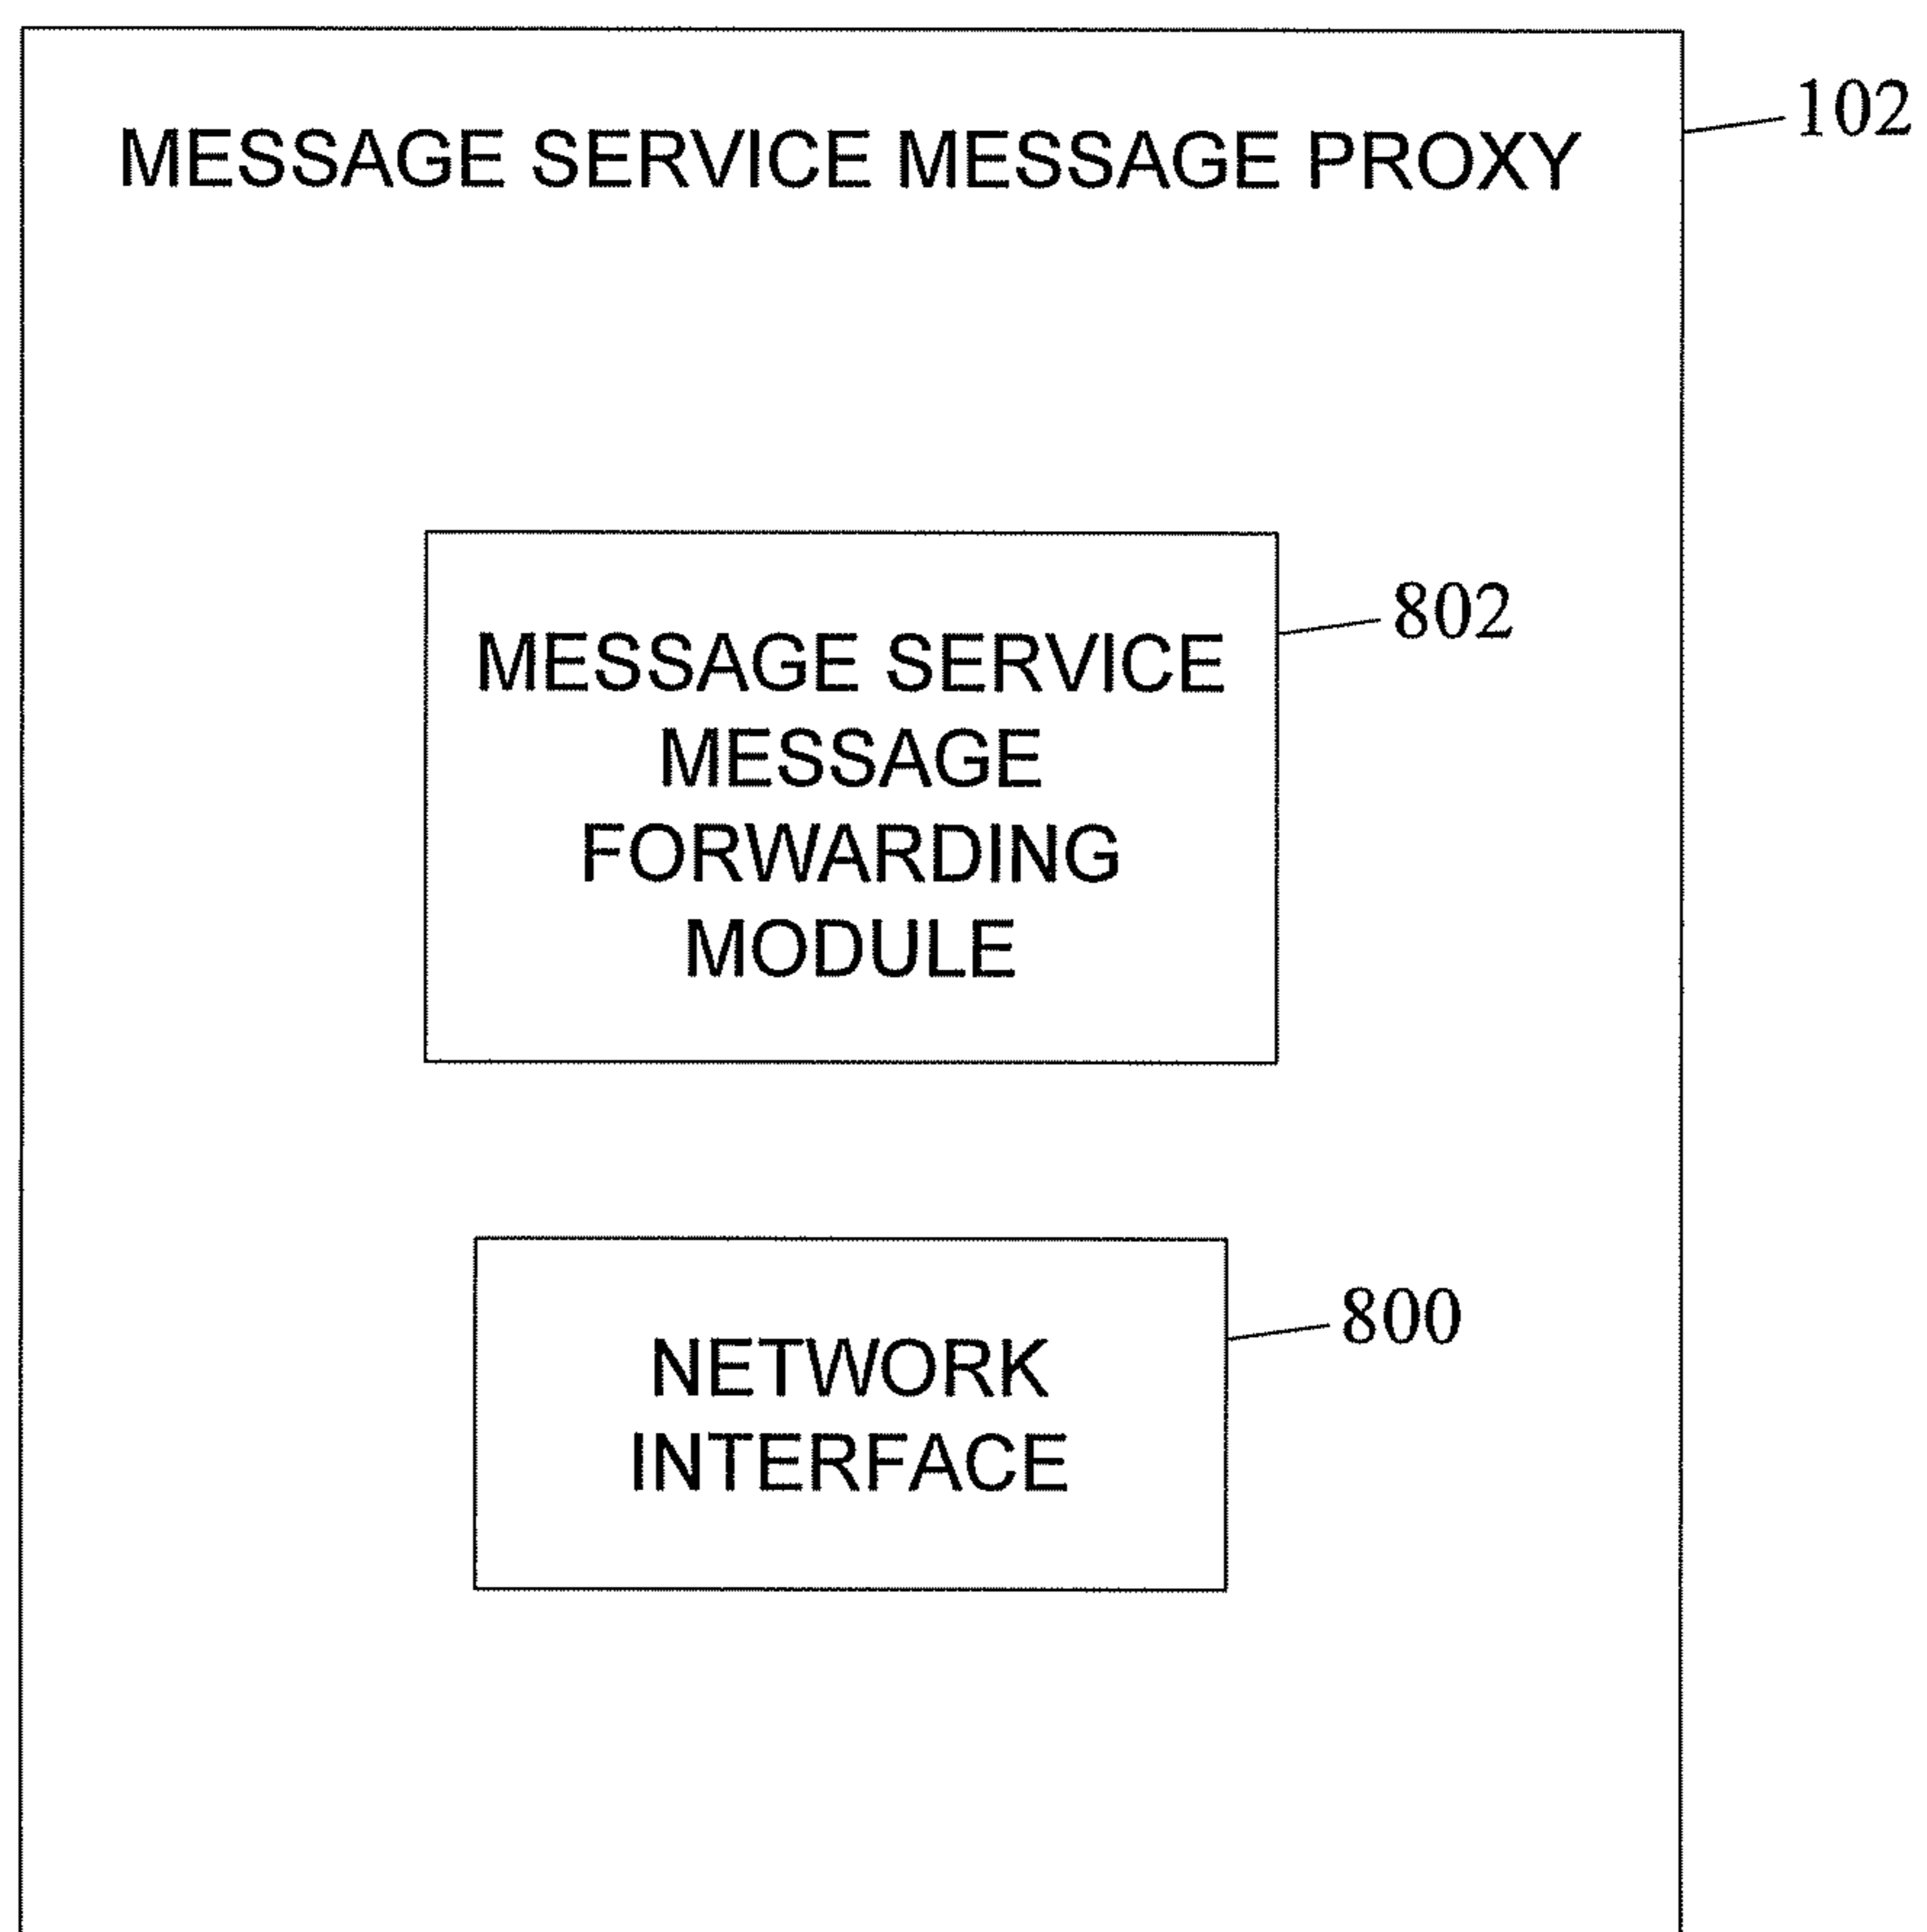 MESSAGE SERVICE MESSAGE PROXY
102
MESSAGE SERVICE
MESSAGE
FORWARDING
MODULE
802
NETWORK
INTERFACE
800